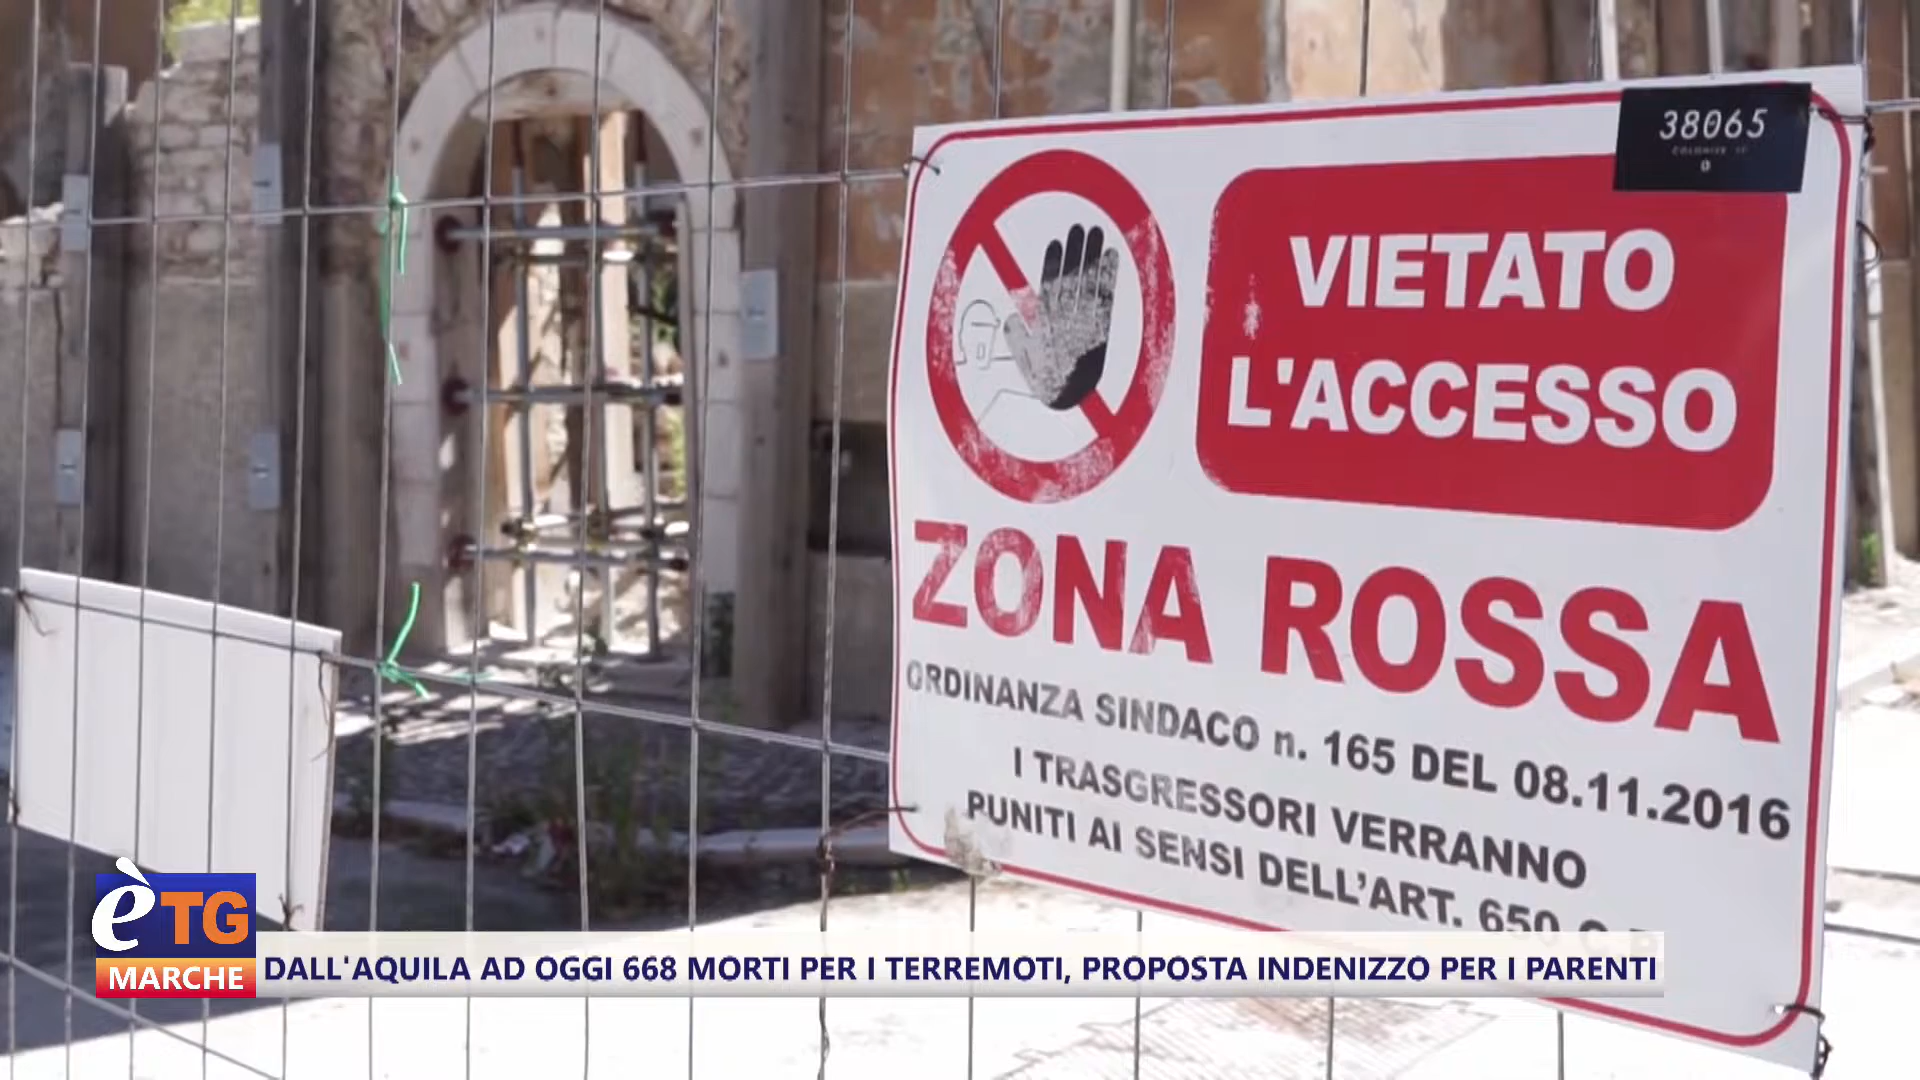 38065
VIETATO
L'ACCESSO
ZONA ROSSA
ORDINANZA SINDACO n. 165 DEL 08.11.2016
I TRASGRESSORI VERRANNO
PUNITI AI SENSI DELL'ART. 650
èTG
MARCHE
DALL'AQUILA AD OGGI 668 MORTI PER I TERREMOTI, PROPOSTA INDENIZZO PER I PARENTI